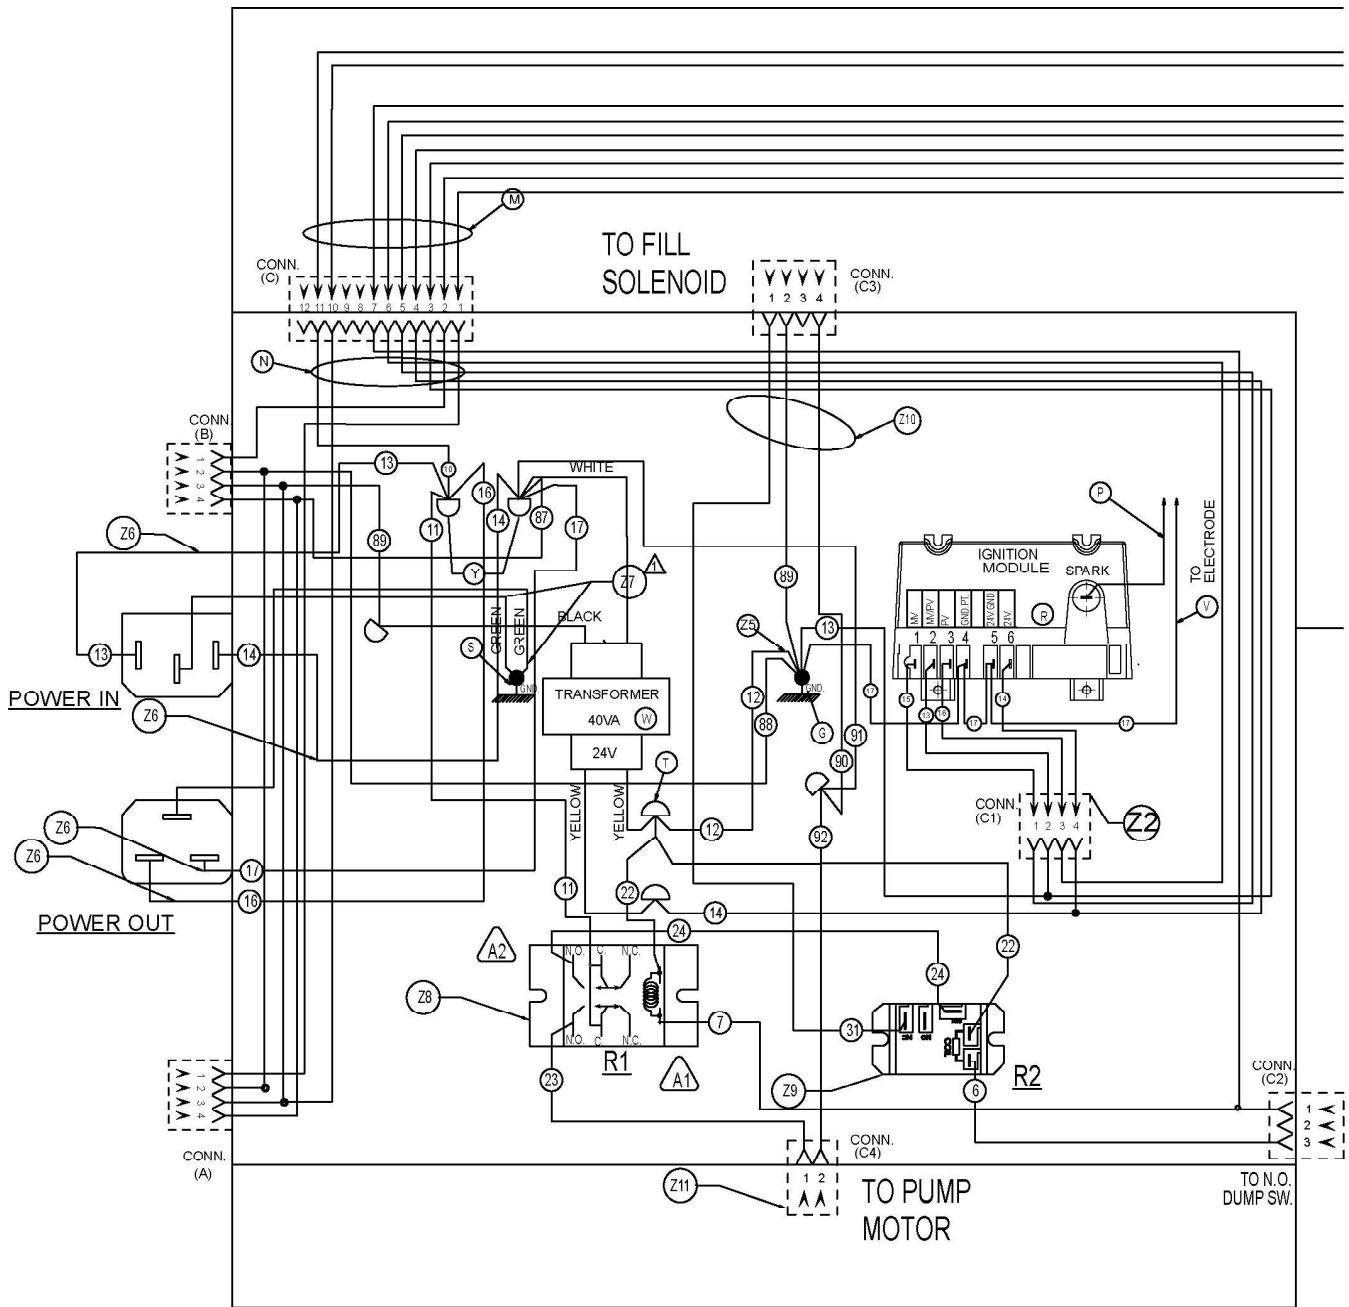 M
TO FILL
SOLENOID
CONN.
(C)
12 11 10 9 8 7 6 5 4 3 2 1
CONN.
(C3)
1 2 3 4
N
Z10
CONN.
(B)
1
2
3
4
13
10
16
WHITE
11
14
87
17
89
Z6
Y
Z7
1
BLACK
GREEN
GREEN
S
GND.
13
14
POWER IN
Z6
TRANSFORMER
40VA
W
24V
YELLOW
YELLOW
T
89
Z5
13
12
88
GND.
G
17
91
90
P
TO
ELECTRODE
V
IGNITION
MODULE
SPARK
R
MV
MV/PV
PV
GND PT.
24V.GND
24V.
1 2 3 4 5 6
15
13
16
17
14
17
CONN.
(C1)
1 2 3 4
Z2
12
92
Z6
Z6
17
16
POWER OUT
11
22
14
24
22
24
A2
Z8
N.O. C. N.C.
N.O. C. N.C.
R1
A1
7
23
31
NC
NO
COM
R2
Z9
6
CONN.
(C2)
1
2
3
1
2
3
4
CONN.
(A)
CONN.
(C4)
1 2
Z11
TO PUMP
MOTOR
TO N.O.
DUMP SW.